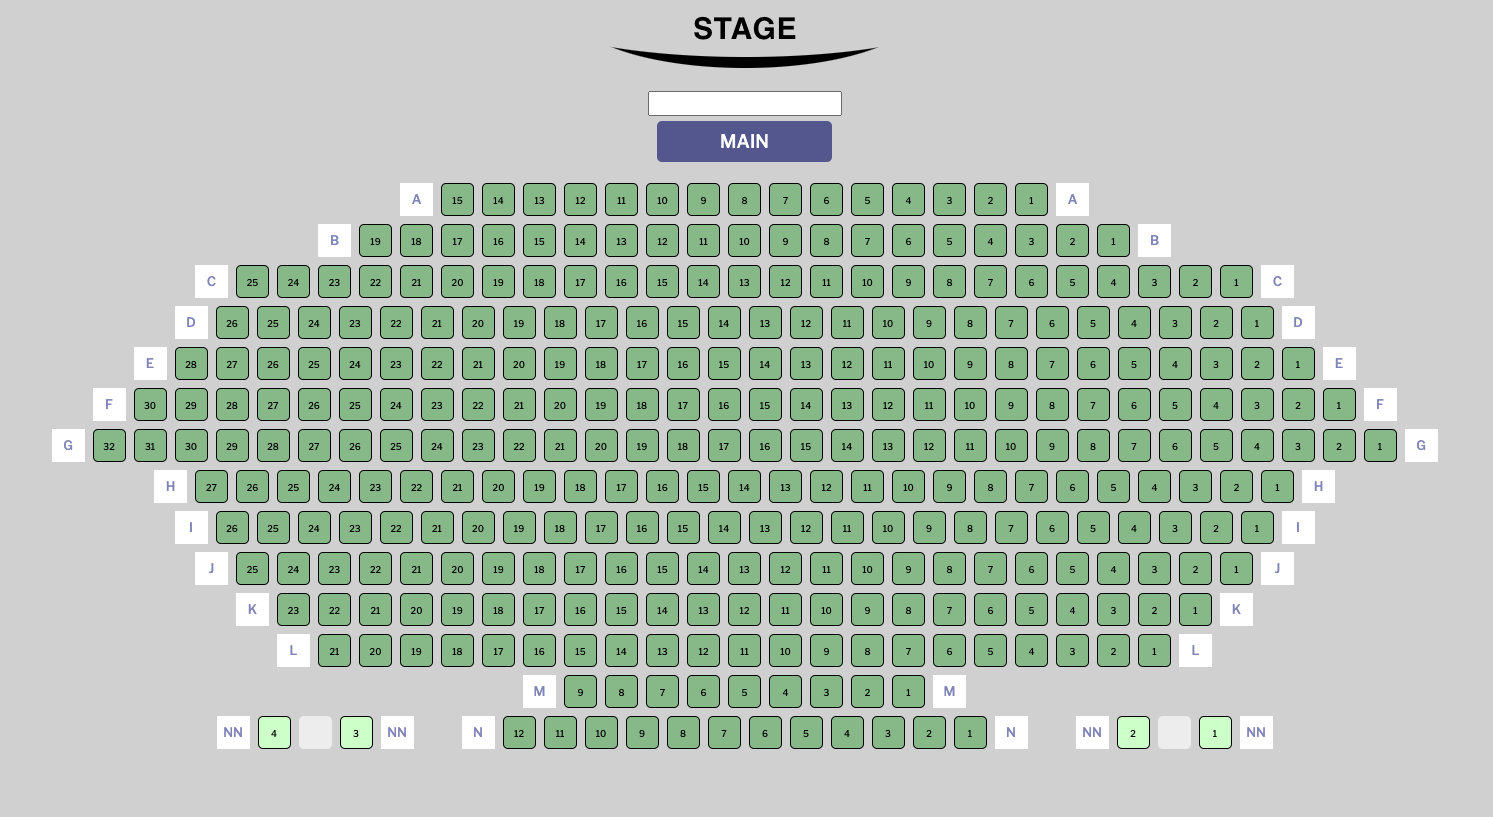 STAGE
MAIN
A 15 14 13 12 11 10 9 8 7 6 5 4 3 2 1 A
B 19 18 17 16 15 14 13 12 11 10 9 8 7 6 5 4 3 2 1 B
C 25 24 23 22 21 20 19 18 17 16 15 14 13 12 11 10 9 8 7 6 5 4 3 2 1 C
D 26 25 24 23 22 21 20 19 18 17 16 15 14 13 12 11 10 9 8 7 6 5 4 3 2 1 D
E 28 27 26 25 24 23 22 21 20 19 18 17 16 15 14 13 12 11 10 9 8 7 6 5 4 3 2 1 E
F 30 29 28 27 26 25 24 23 22 21 20 19 18 17 16 15 14 13 12 11 10 9 8 7 6 5 4 3 2 1 F
G 32 31 30 29 28 27 26 25 24 23 22 21 20 19 18 17 16 15 14 13 12 11 10 9 8 7 6 5 4 3 2 1 G
H 27 26 25 24 23 22 21 20 19 18 17 16 15 14 13 12 11 10 9 8 7 6 5 4 3 2 1 H
I 26 25 24 23 22 21 20 19 18 17 16 15 14 13 12 11 10 9 8 7 6 5 4 3 2 1 I
J 25 24 23 22 21 20 19 18 17 16 15 14 13 12 11 10 9 8 7 6 5 4 3 2 1 J
K 23 22 21 20 19 18 17 16 15 14 13 12 11 10 9 8 7 6 5 4 3 2 1 K
L 21 20 19 18 17 16 15 14 13 12 11 10 9 8 7 6 5 4 3 2 1 L
M 9 8 7 6 5 4 3 2 1 M
NN 4 3 NN N 12 11 10 9 8 7 6 5 4 3 2 1 N NN 2 1 NN